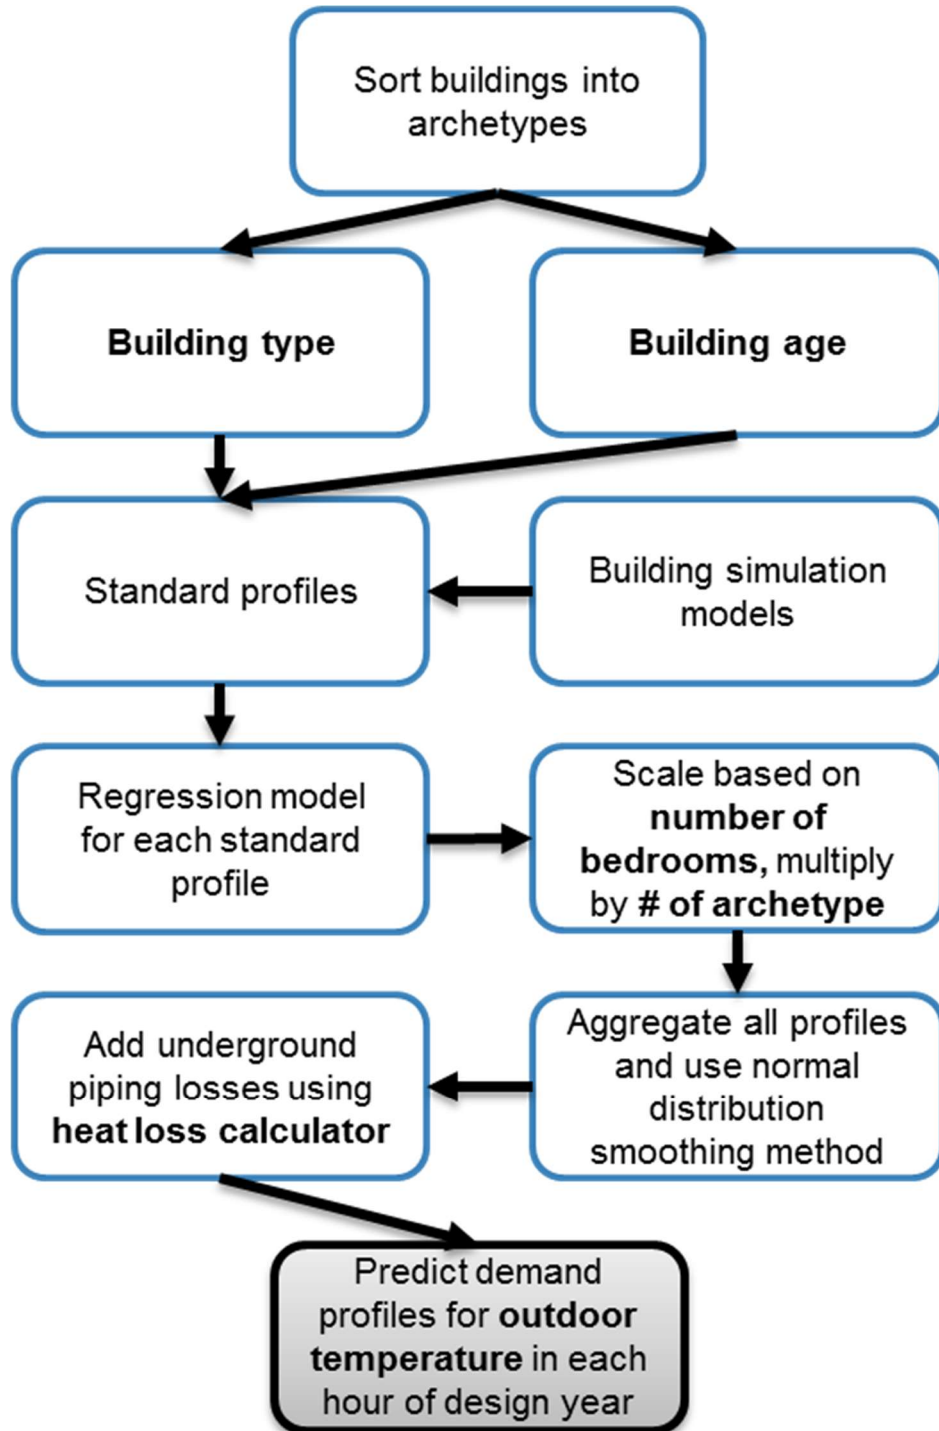 Sort buildings into
archetypes
Building type
Building age
Standard profiles
Building simulation
models
Regression model
for each standard
profile
Scale based on
number of
bedrooms, multiply
by # of archetype
Add underground
piping losses using
heat loss calculator
Aggregate all profiles
and use normal
distribution
smoothing method
Predict demand
profiles for outdoor
temperature in each
hour of design year